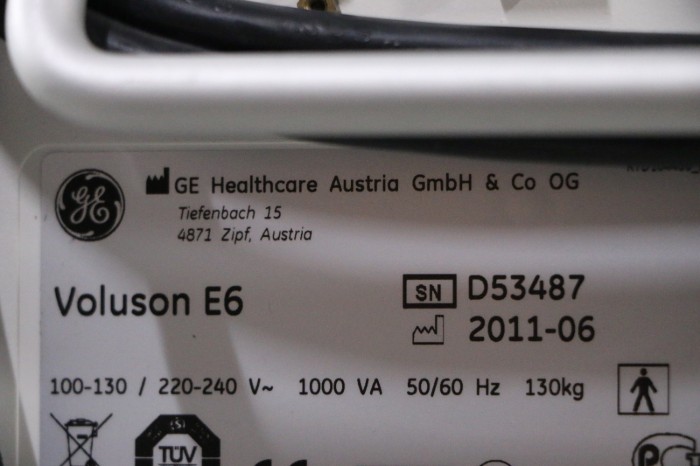 GE
GE Healthcare Austria GmbH & Co OG
Tiefenbach 15
4871 Zipf, Austria
Voluson E6
SN D53487
2011-06
100-130 / 220-240 V~ 1000 VA 50/60 Hz 130kg
TÜV